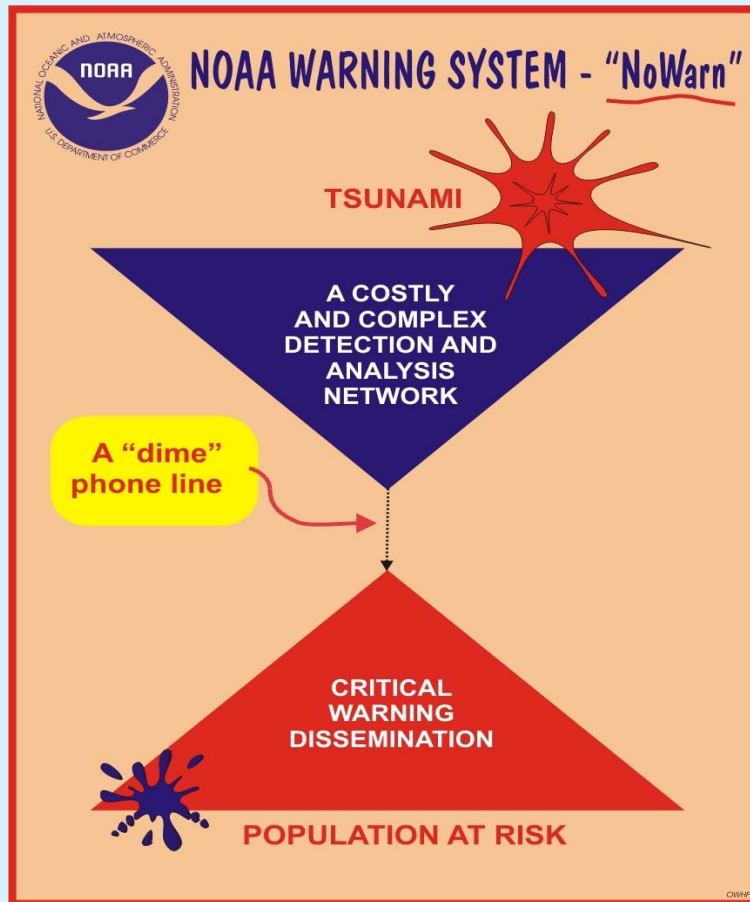 NATIONAL OCEANIC AND ATMOSPHERIC ADMINISTRATION
NOAA
U.S. DEPARTMENT OF COMMERCE
NOAA WARNING SYSTEM - “NoWarn”
TSUNAMI
A COSTLY
AND COMPLEX
DETECTION AND
ANALYSIS
NETWORK
A “dime”
phone line
CRITICAL
WARNING
DISSEMINATION
POPULATION AT RISK